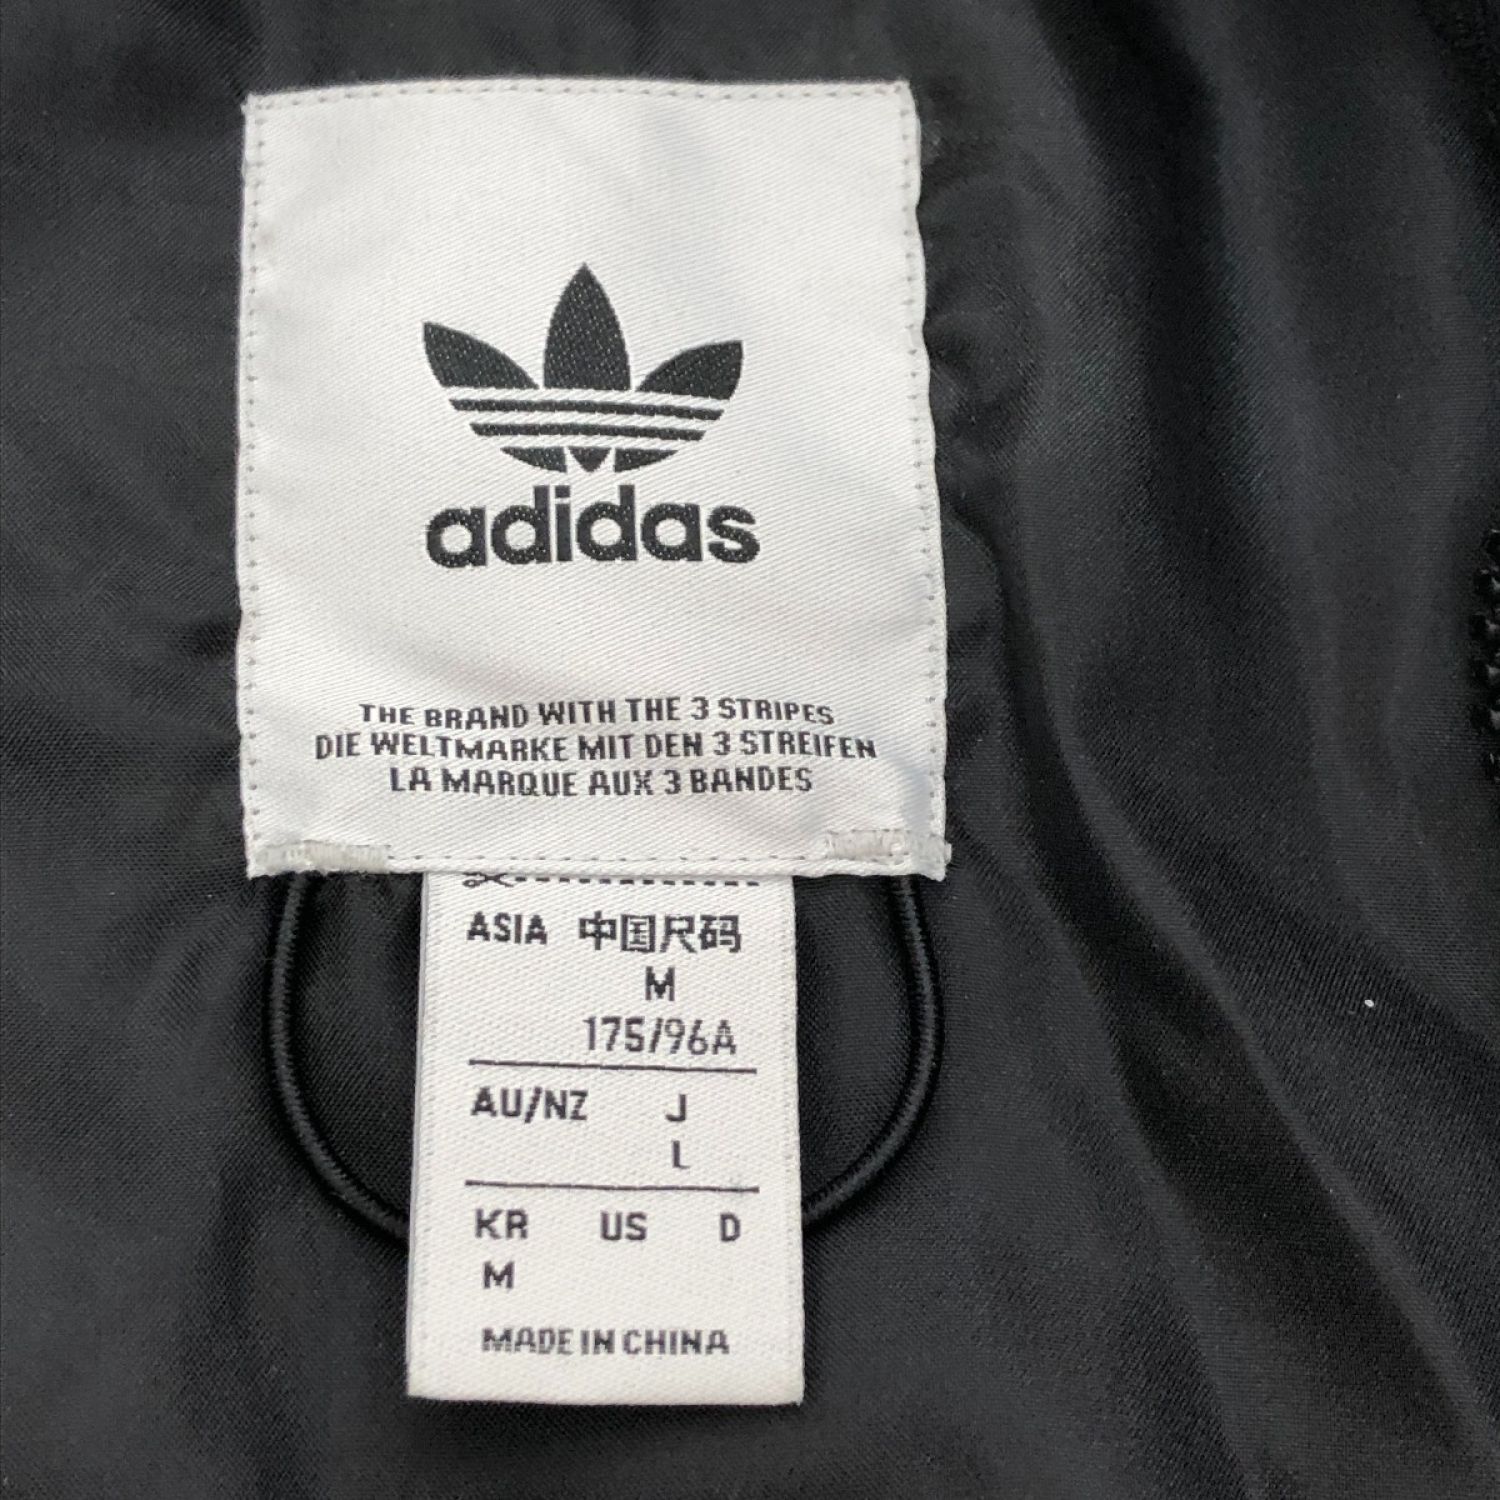 adidas
THE BRAND WITH THE 3 STRIPES
DIE WELTMARKE MIT DEN 3 STREIFEN
LA MARQUE AUX 3 BANDES
ASIA 中国尺码
M
175/96A
AU/NZ J
L
KR US D
M
MADE IN CHINA